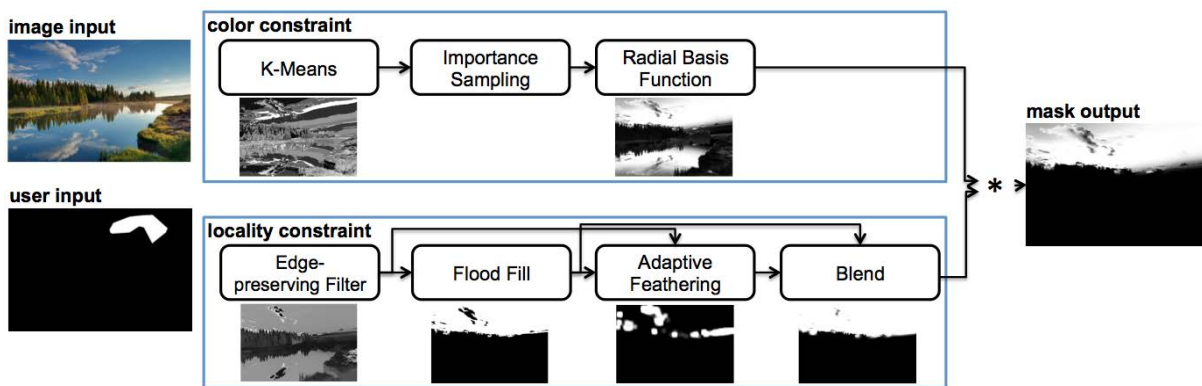 image input
color constraint
K-Means
Importance
Sampling
Radial Basis
Function
mask output
*
user input
locality constraint
Edge-
preserving Filter
Flood Fill
Adaptive
Feathering
Blend